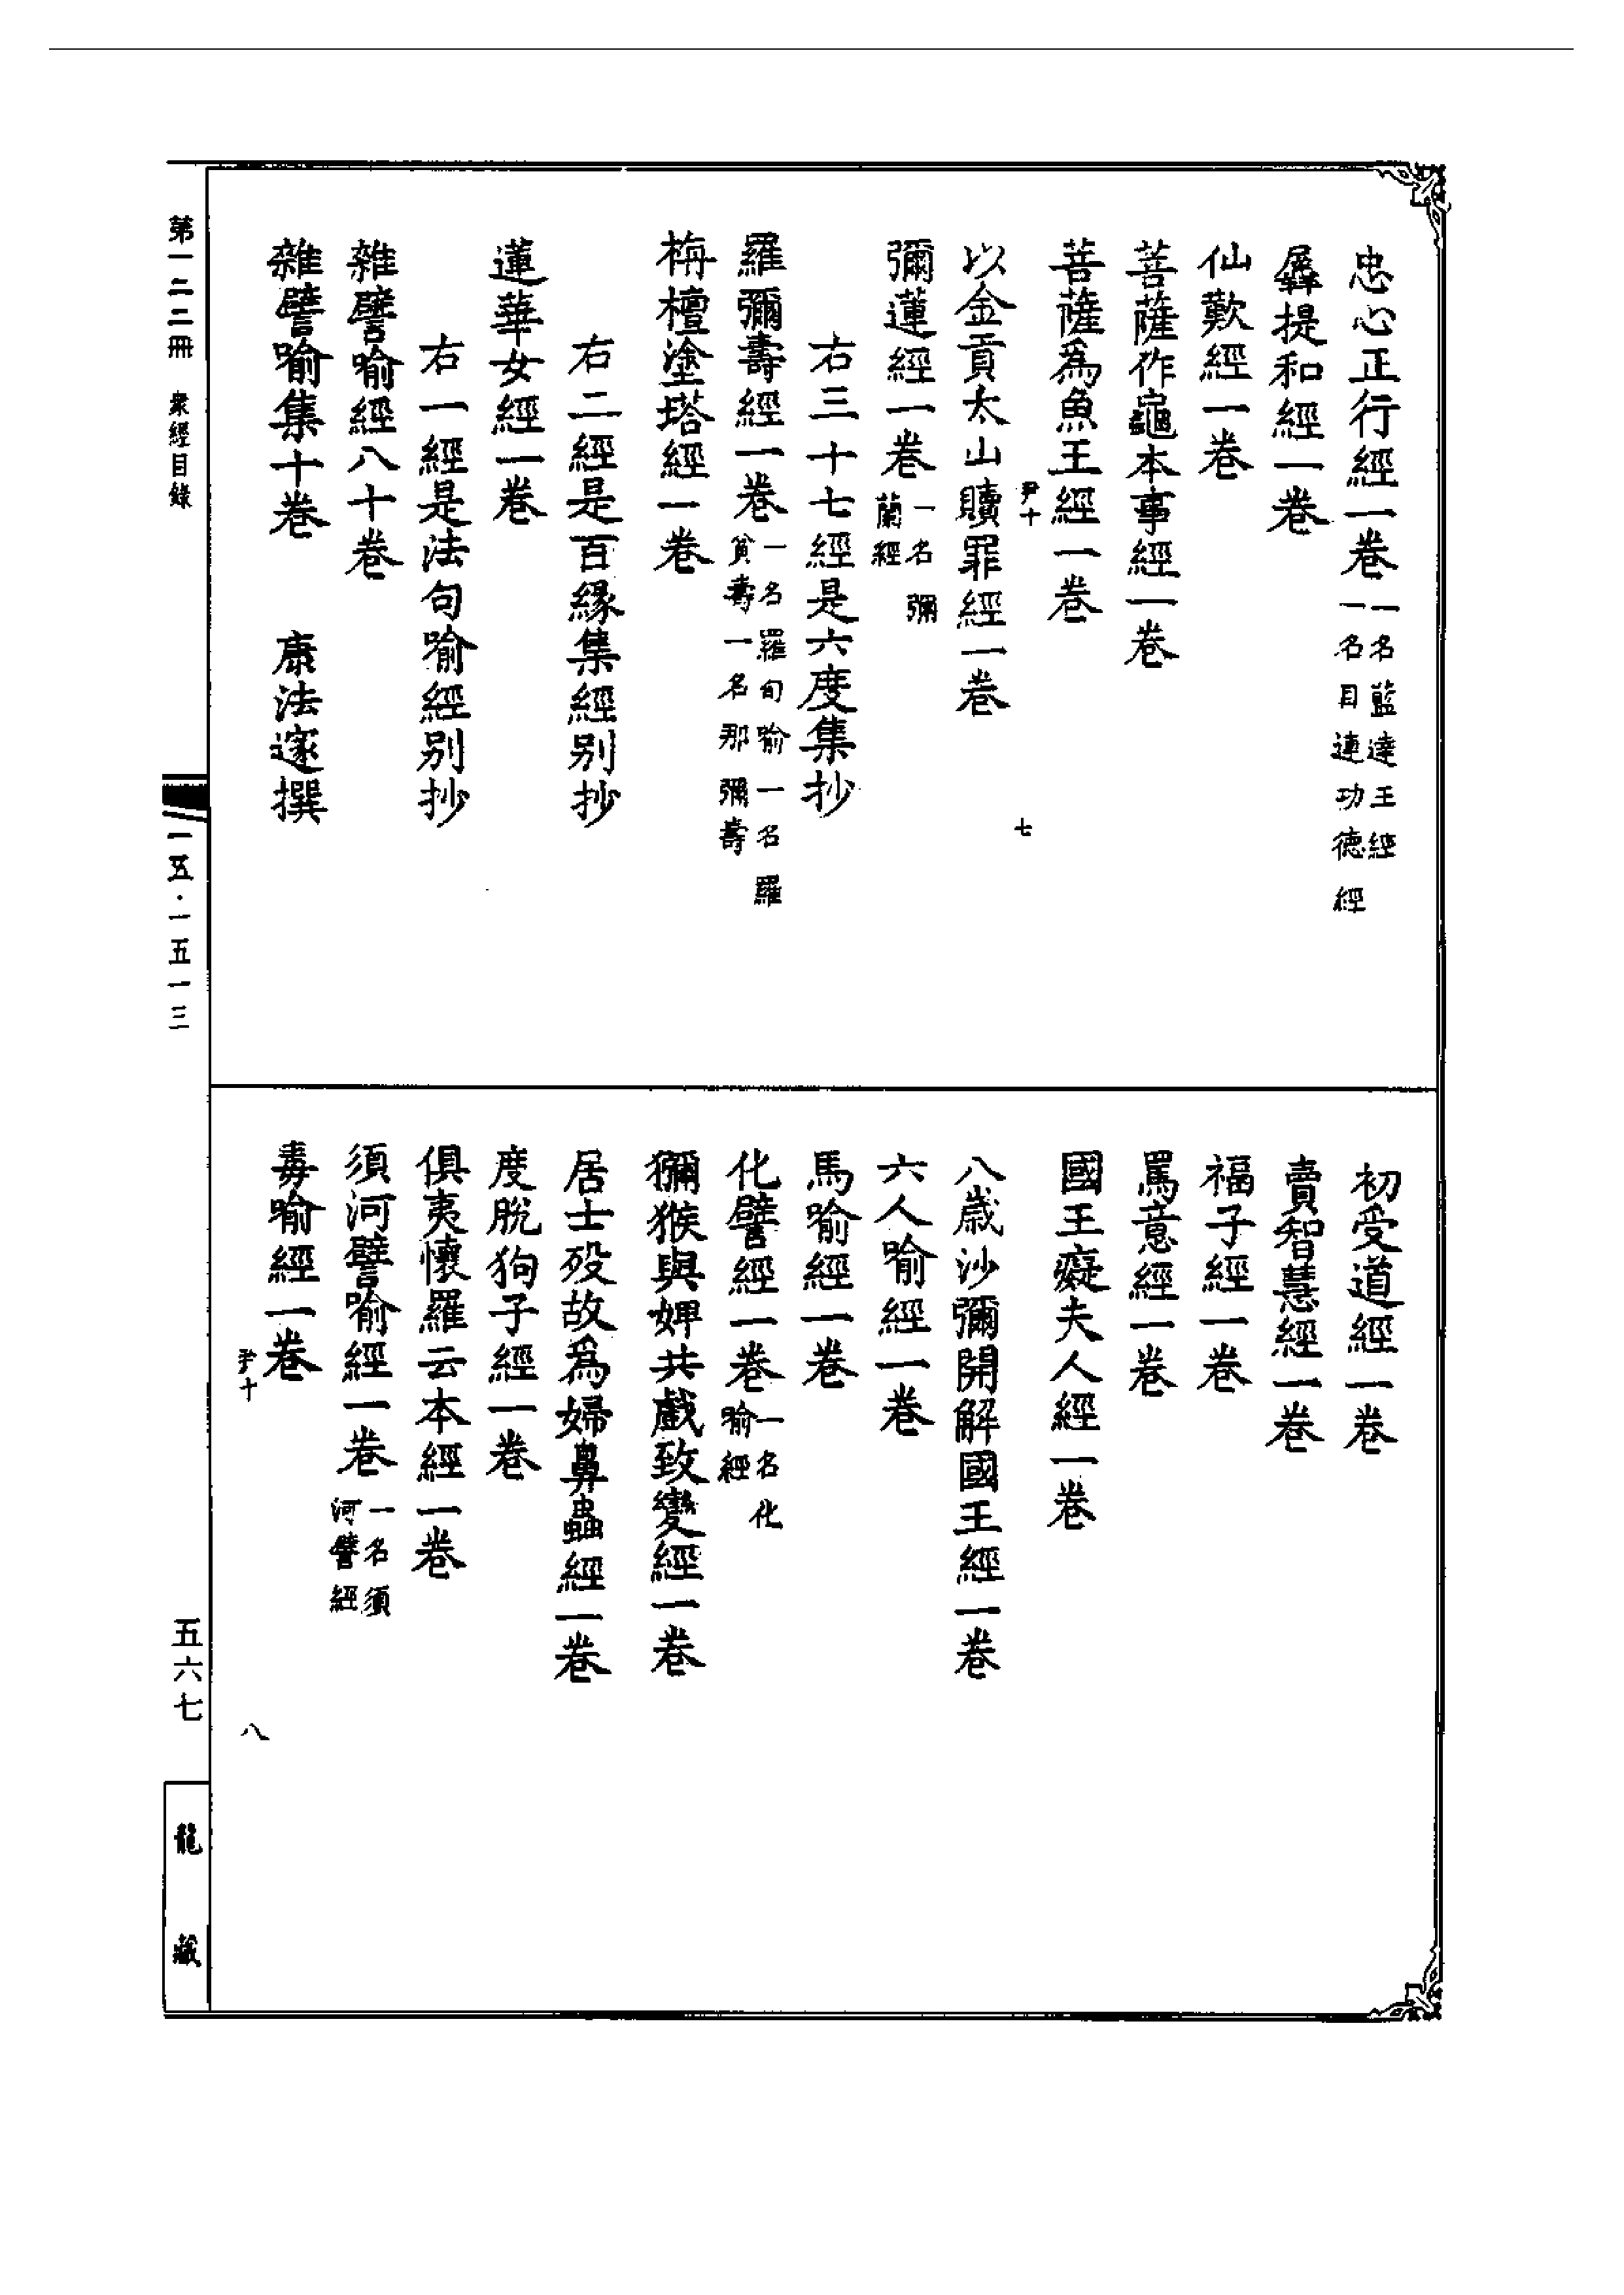 忠心正行經一卷一名藍達王經一名目連功德經
羼提和經一卷
仙歎經一卷
菩薩作龜本事經一卷
菩薩爲魚王經一卷
尹十 七
以金貢太山贖罪經一卷
彌蓮經一卷一名彌蘭經
右三十七經是六度集抄
羅彌壽經一卷一名羅旬喻一名羅貧壽一名那彌壽
栴檀塗塔經一卷
右二經是百緣集經別抄
蓮華女經一卷
右一經是法句喻經別抄
雜譬喻經八十卷
雜譬喻集十卷 康法邃撰
初受道經一卷
賣智慧經一卷
福子經一卷
罵意經一卷
國王癡夫人經一卷
八歲沙彌開解國王經一卷
六人喻經一卷
馬喻經一卷
化譬經一卷一名化喻經
獼猴與婢共戲致變經一卷
居士歿故爲婦鼻蟲經一卷
度脫狗子經一卷
俱夷懷羅云本經一卷
須河譬喻經一卷一名須河譬經
毒喻經一卷
尹十 八
第一二二冊 衆經目錄
一五·一五一三
五六七
龍藏